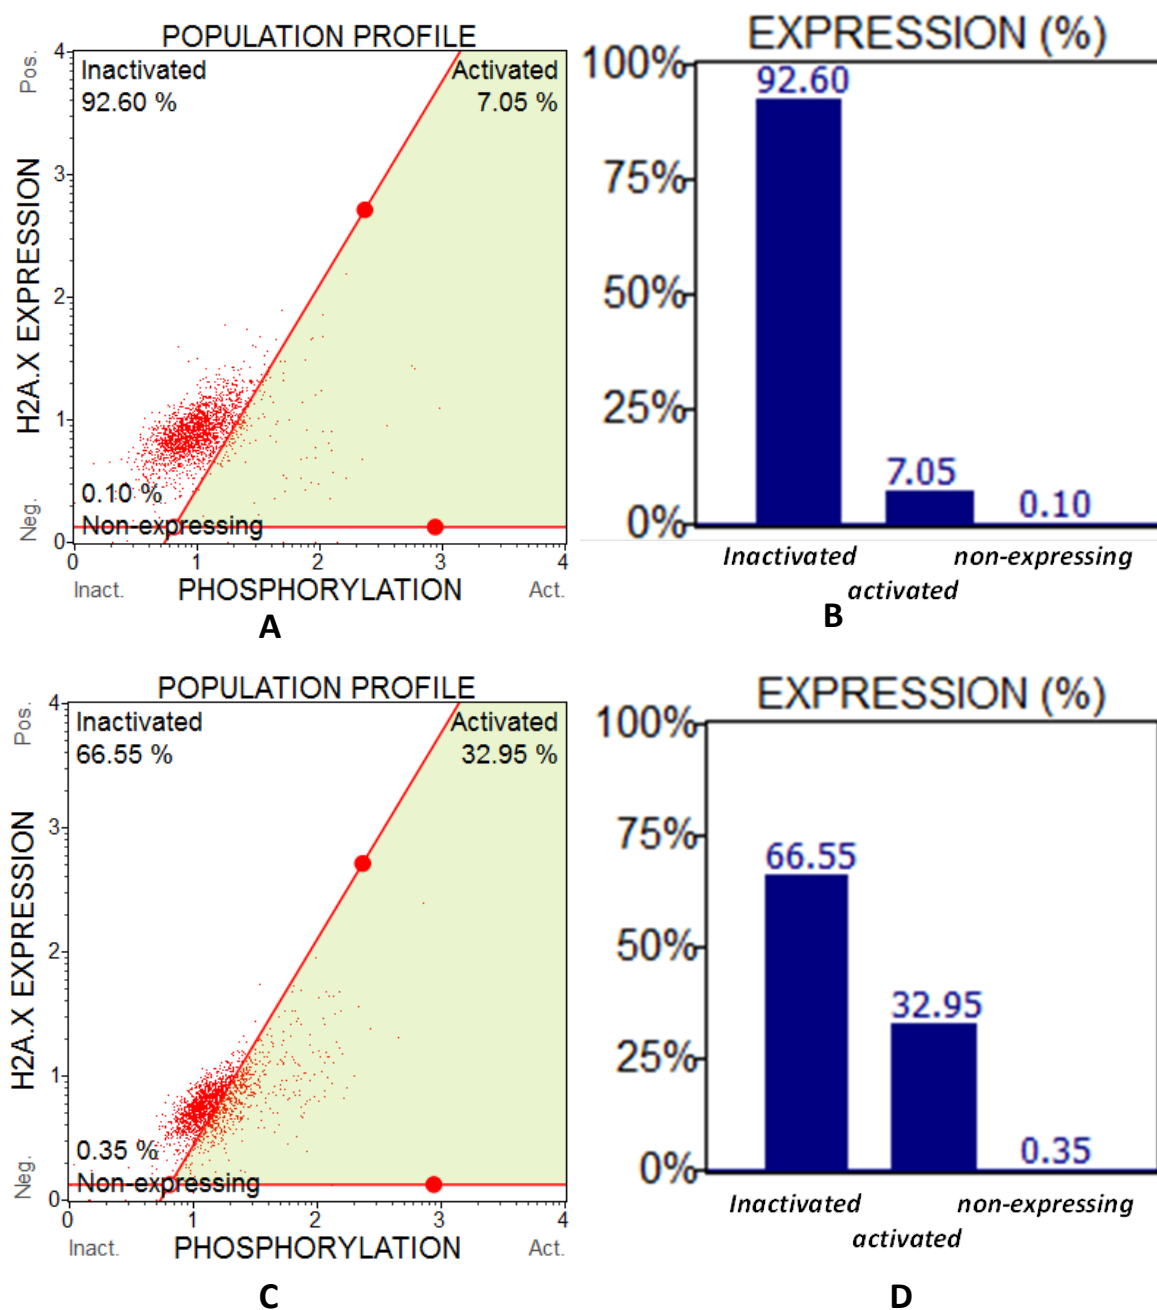 POPULATION PROFILE
Inactivated
92.60 %
Activated
7.05 %
Pos.
H2A.X EXPRESSION
Neg.
4
3
2
1
0
0.10 %
Non-expressing
0 1 2 3 4
Inact. PHOSPHORYLATION Act.
A
EXPRESSION (%)
100%
75%
50%
25%
0%
92.60
7.05
0.10
Inactivated non-expressing
activated
B
POPULATION PROFILE
Inactivated
66.55 %
Activated
32.95 %
Pos.
H2A.X EXPRESSION
Neg.
4
3
2
1
0
0.35 %
Non-expressing
0 1 2 3 4
Inact. PHOSPHORYLATION Act.
C
EXPRESSION (%)
100%
75%
50%
25%
0%
66.55
32.95
0.35
Inactivated non-expressing
activated
D